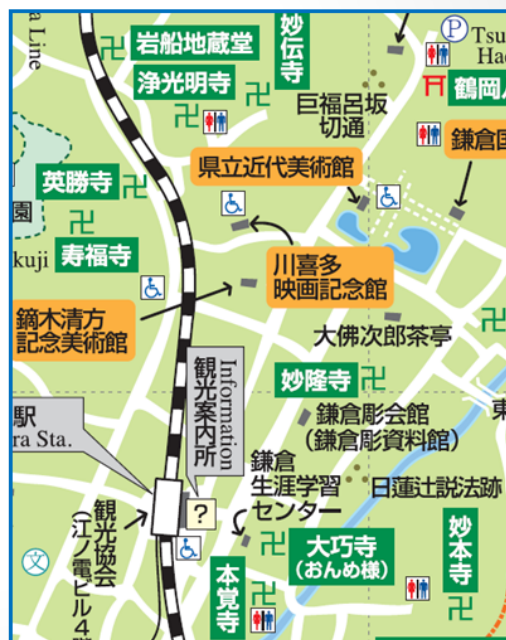 a Line
岩船地蔵堂
妙伝寺
Tsu
Hac
P
浄光明寺
鶴岡八
巨福呂坂
切通
鎌倉国
県立近代美術館
英勝寺
園
kuji
寿福寺
川喜多
映画記念館
鏑木清方
記念美術館
大佛次郎茶亭
Information
観光案内所
妙隆寺
東
駅
ra Sta.
鎌倉彫会館
(鎌倉彫資料館)
鎌倉
生涯学習
センター
日蓮辻説法跡
?
観光協会
(江ノ電ビル4階
文
大巧寺
(おんめ様)
妙本寺
本覚寺